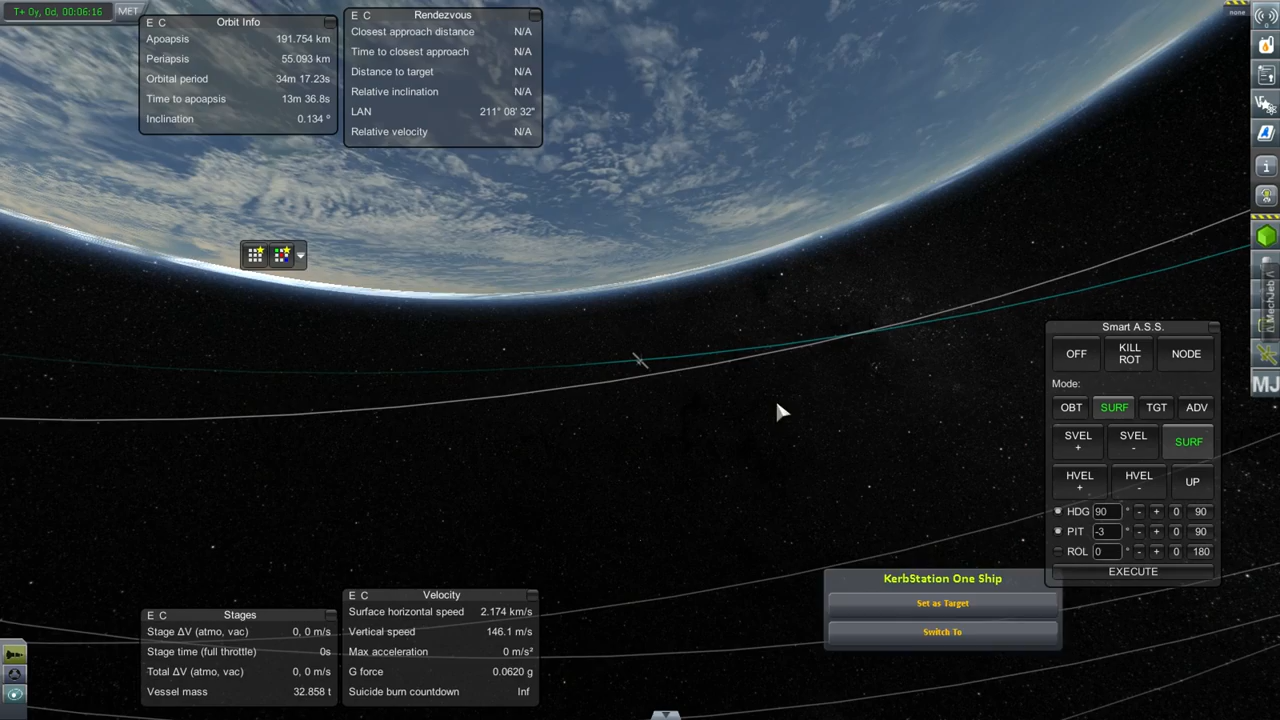 T+ 0y, 0d, 00:06:16 MET
E C Orbit Info
Apoapsis 191.754 km
Periapsis 55.093 km
Orbital period 34m 17.23s
Time to apoapsis 13m 36.8s
Inclination 0.134 °
E C Rendezvous
Closest approach distance N/A
Time to closest approach N/A
Distance to target N/A
Relative inclination N/A
LAN 211° 08' 32"
Relative velocity N/A
none
MechJeb
MJ
Smart A.S.S.
OFF KILL ROT NODE
Mode:
OBT SURF TGT ADV
SVEL + SVEL - SURF
HVEL + HVEL - UP
HDG 90 ° - + 0 90
PIT -3 ° - + 0 90
ROL 0 ° - + 0 180
EXECUTE
KerbStation One Ship
Set as Target
Switch To
E C Stages
Stage ΔV (atmo, vac) 0, 0 m/s
Stage time (full throttle) 0s
Total ΔV (atmo, vac) 0, 0 m/s
Vessel mass 32.858 t
E C Velocity
Surface horizontal speed 2.174 km/s
Vertical speed 146.1 m/s
Max acceleration 0 m/s²
G force 0.0620 g
Suicide burn countdown Inf